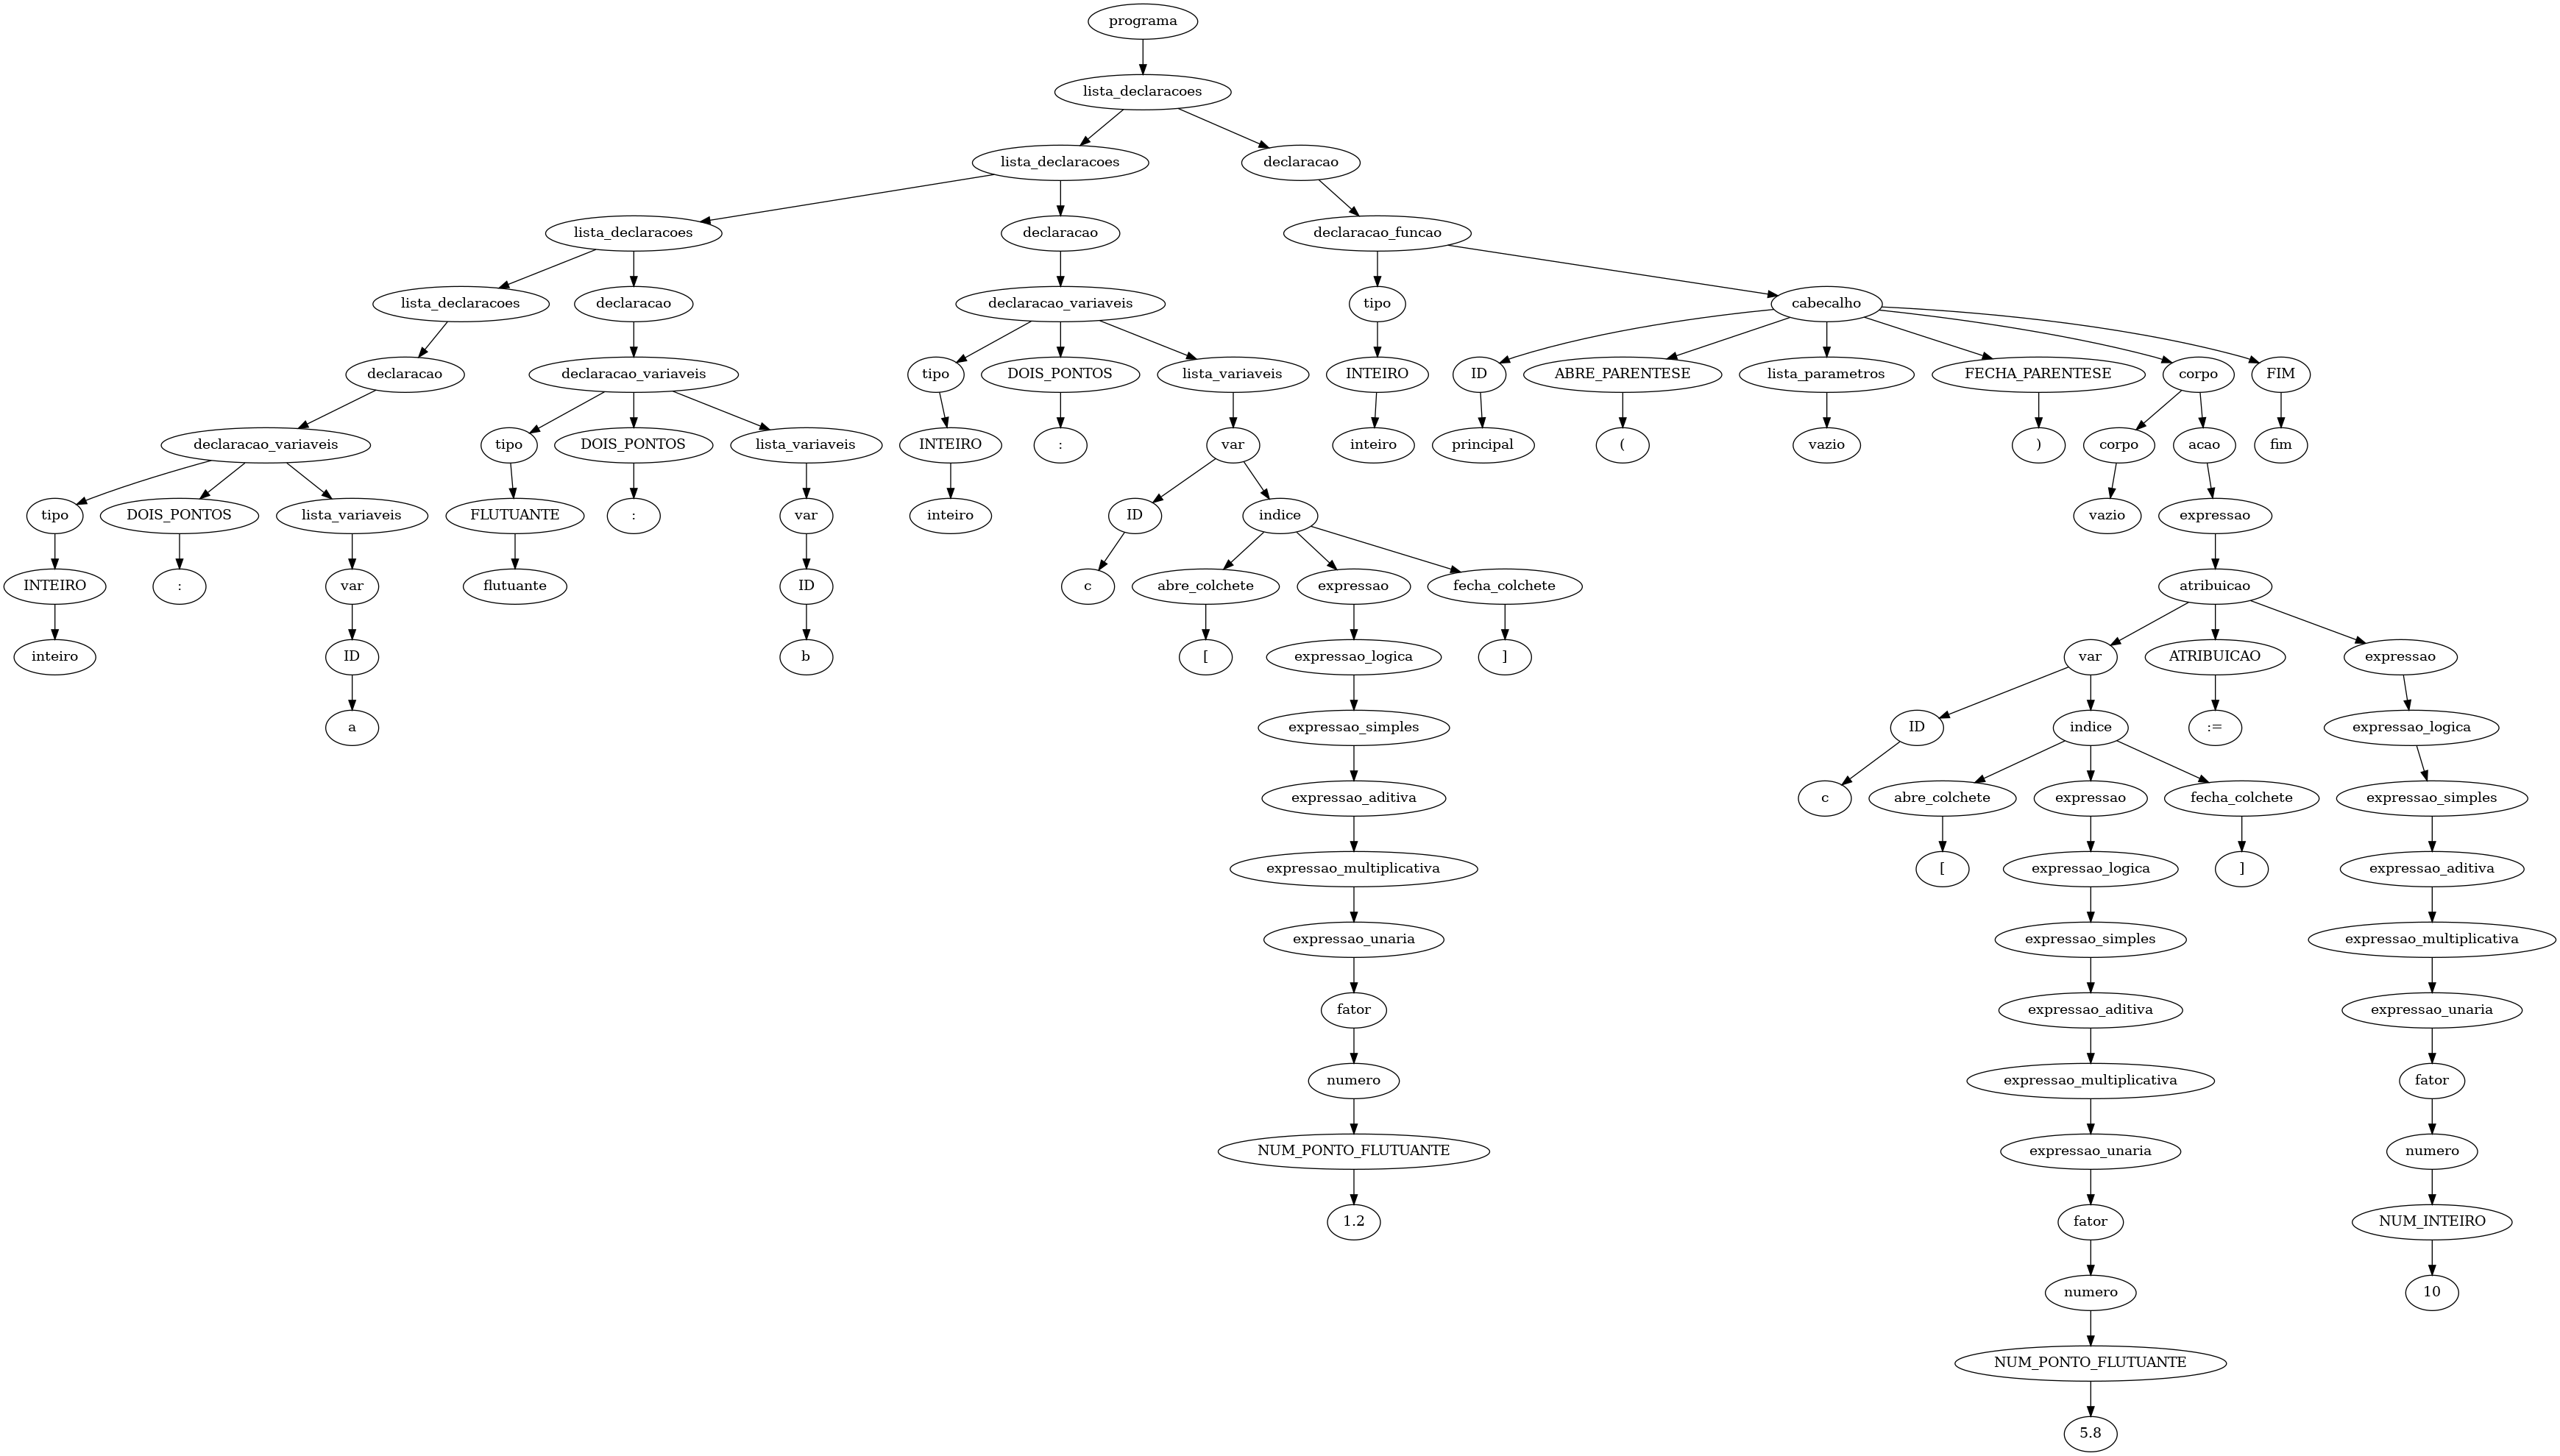 programa
lista_declaracoes
lista_declaracoes declaracao
lista_declaracoes declaracao declaracao_funcao
lista_declaracoes declaracao declaracao_variaveis tipo cabecalho
declaracao declaracao_variaveis tipo DOIS_PONTOS lista_variaveis INTEIRO ID ABRE_PARENTESE lista_parametros FECHA_PARENTESE corpo FIM
declaracao_variaveis tipo DOIS_PONTOS lista_variaveis INTEIRO : var inteiro principal ( vazio ) corpo acao fim
tipo DOIS_PONTOS lista_variaveis FLUTUANTE : var inteiro ID indice vazio expressao
INTEIRO : var flutuante ID c abre_colchete expressao fecha_colchete atribuicao
inteiro ID b [ expressao_logica ] var ATRIBUICAO expressao
a expressao_simples ID indice := expressao_logica
expressao_aditiva c abre_colchete expressao fecha_colchete expressao_simples
expressao_multiplicativa [ expressao_logica ] expressao_aditiva
expressao_unaria expressao_simples expressao_multiplicativa
fator expressao_aditiva expressao_unaria
numero expressao_multiplicativa fator
NUM_PONTO_FLUTUANTE expressao_unaria numero
1.2 fator NUM_INTEIRO
numero 10
NUM_PONTO_FLUTUANTE
5.8